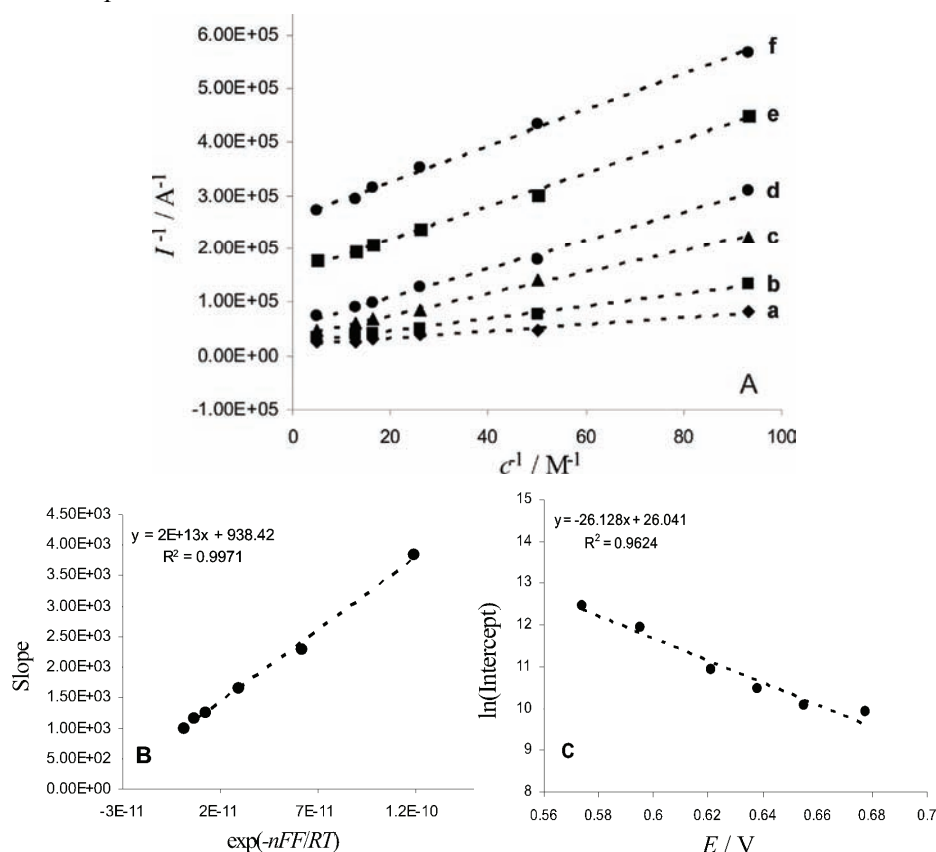 6.00E+05
f
5.00E+05
e
4.00E+05
I-1 / A-1
3.00E+05
d
c
2.00E+05
b
1.00E+05
a
0.00E+00
A
-1.00E+05
0 20 40 60 80 100
c-1 / M-1
4.50E+03
y = 2E+13x + 938.42
R2 = 0.9971
4.00E+03
3.50E+03
3.00E+03
2.50E+03
Slope
2.00E+03
1.50E+03
1.00E+03
B
5.00E+02
0.00E+00
-3E-11 2E-11 7E-11 1.2E-10
exp(-nFF/RT)
15
y = -26.128x + 26.041
R2 = 0.9624
14
13
12
ln(Intercept)
11
10
9
C
8
0.56 0.58 0.6 0.62 0.64 0.66 0.68 0.7
E / V